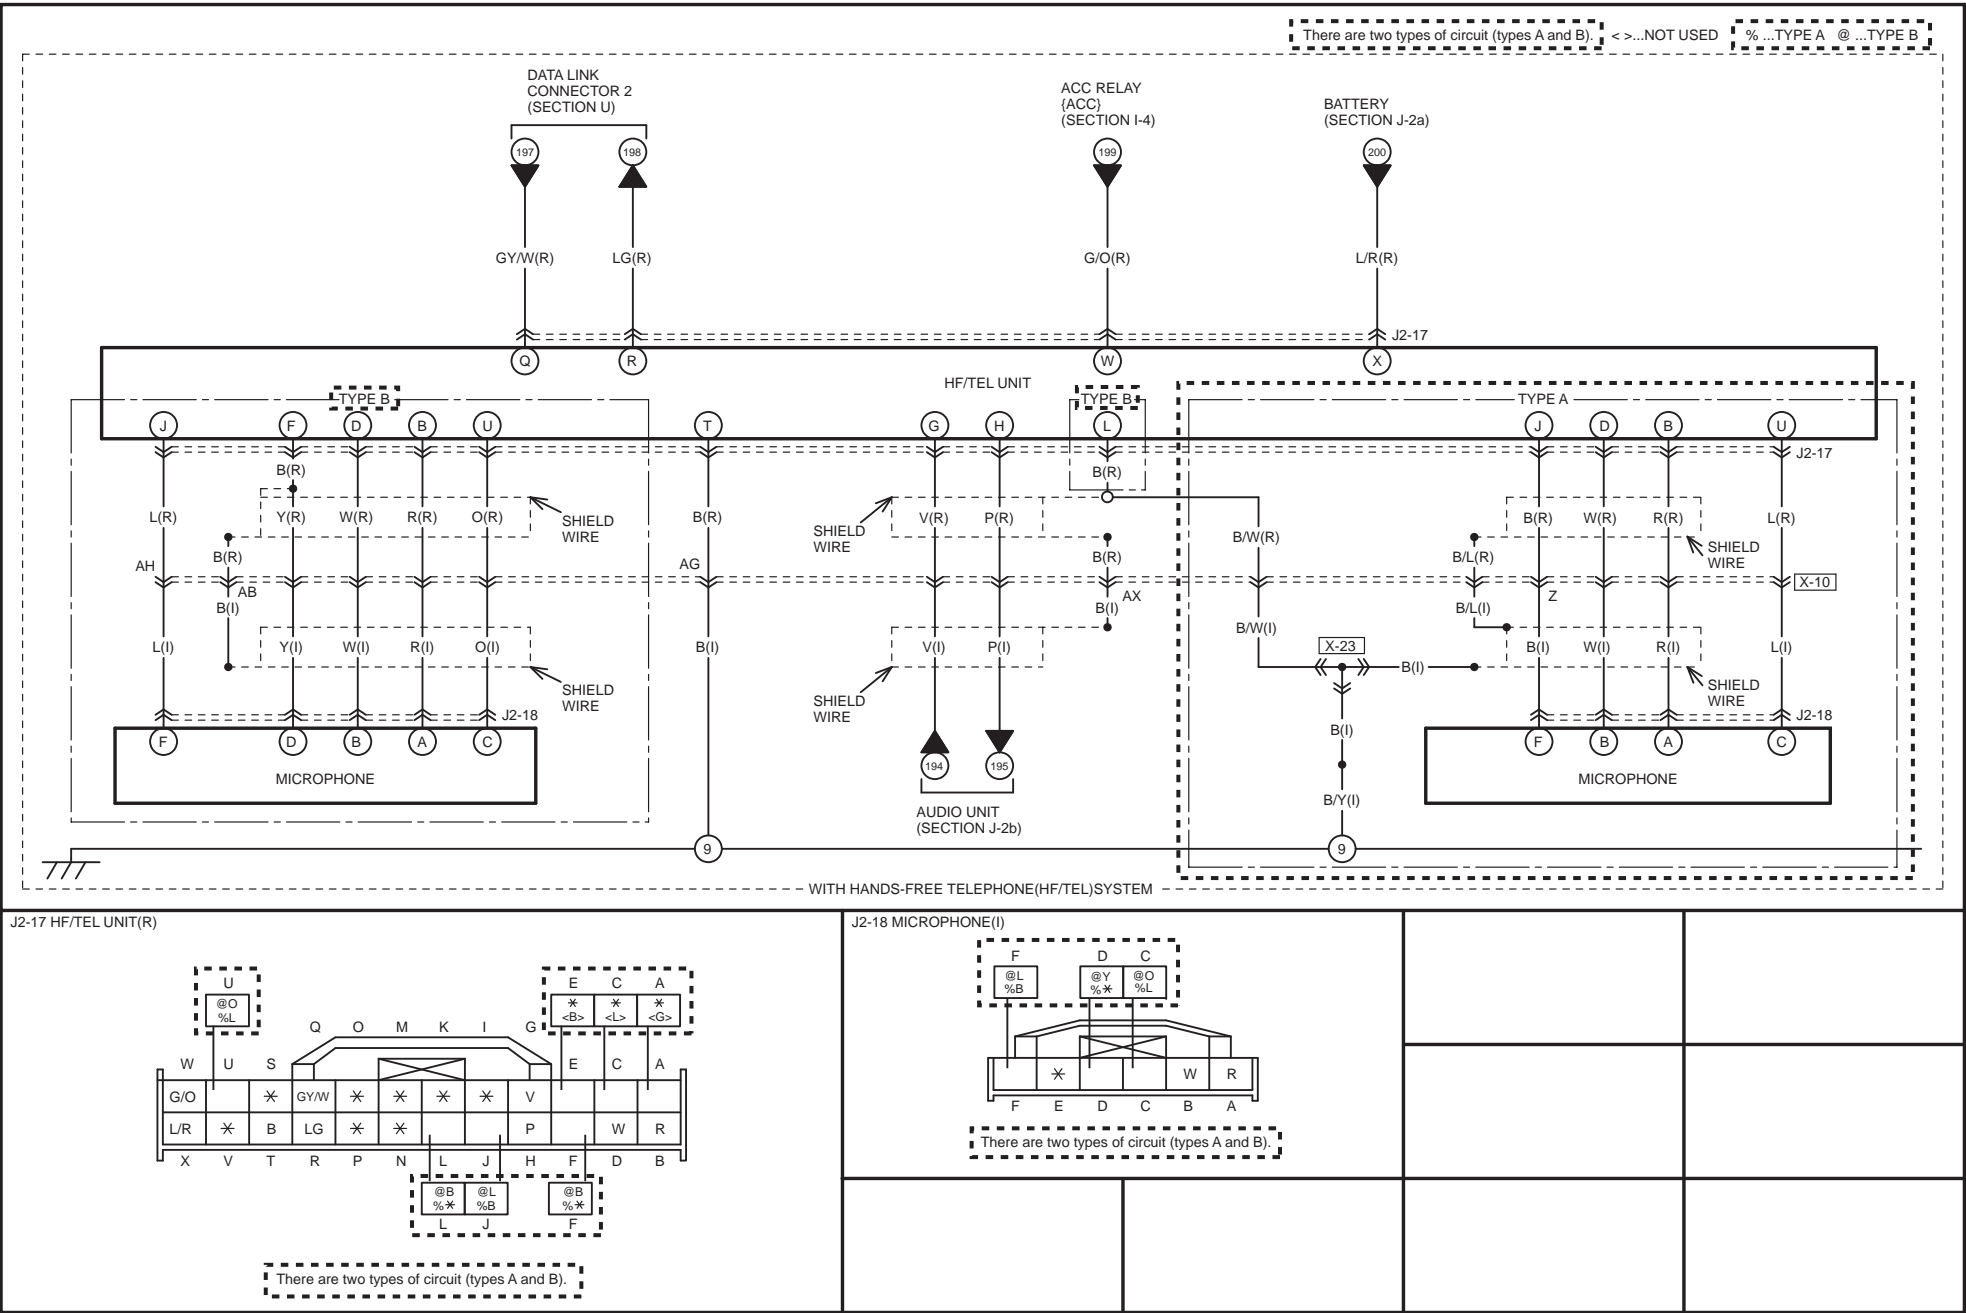 There are two types of circuit (types A and B). < >...NOT USED % ...TYPE A @ ...TYPE B
DATA LINK
CONNECTOR 2
(SECTION U)
ACC RELAY
{ACC}
(SECTION I-4)
BATTERY
(SECTION J-2a)
197 198 199 200
GY/W(R) LG(R) G/O(R) L/R(R)
J2-17
Q R W X
HF/TEL UNIT
TYPE B TYPE B TYPE A
J F D B U T G H L J D B U
J2-17
B(R) B(R)
L(R) Y(R) W(R) R(R) O(R) B(R) V(R) P(R) B(R) W(R) R(R) L(R)
SHIELD
WIRE
SHIELD
WIRE
B/W(R)
SHIELD
WIRE
B(R) B(R) B/L(R)
AH AG
X-10
AB AX Z
B(I) B(I) B/L(I)
B/W(I)
X-23
L(I) Y(I) W(I) R(I) O(I) B(I) V(I) P(I) B(I) W(I) R(I) L(I)
B(I)
SHIELD
WIRE
SHIELD
WIRE
SHIELD
WIRE
J2-18 J2-18
B(I)
F D B A C F B A C
194 195
MICROPHONE MICROPHONE
B/Y(I)
AUDIO UNIT
(SECTION J-2b)
9 9
WITH HANDS-FREE TELEPHONE(HF/TEL)SYSTEM
J2-17 HF/TEL UNIT(R)
U E C A
@O
%L
* * *
<B> <L> <G>
Q O M K I G
W U S E C A
G/O * GY/W * * * * V
L/R * B LG * * P W R
X V T R P N L J H F D B
@B @L @B
%* %B %*
L J F
There are two types of circuit (types A and B).
J2-18 MICROPHONE(I)
F D C
@L @Y @O
%B %* %L
* W R
F E D C B A
There are two types of circuit (types A and B).